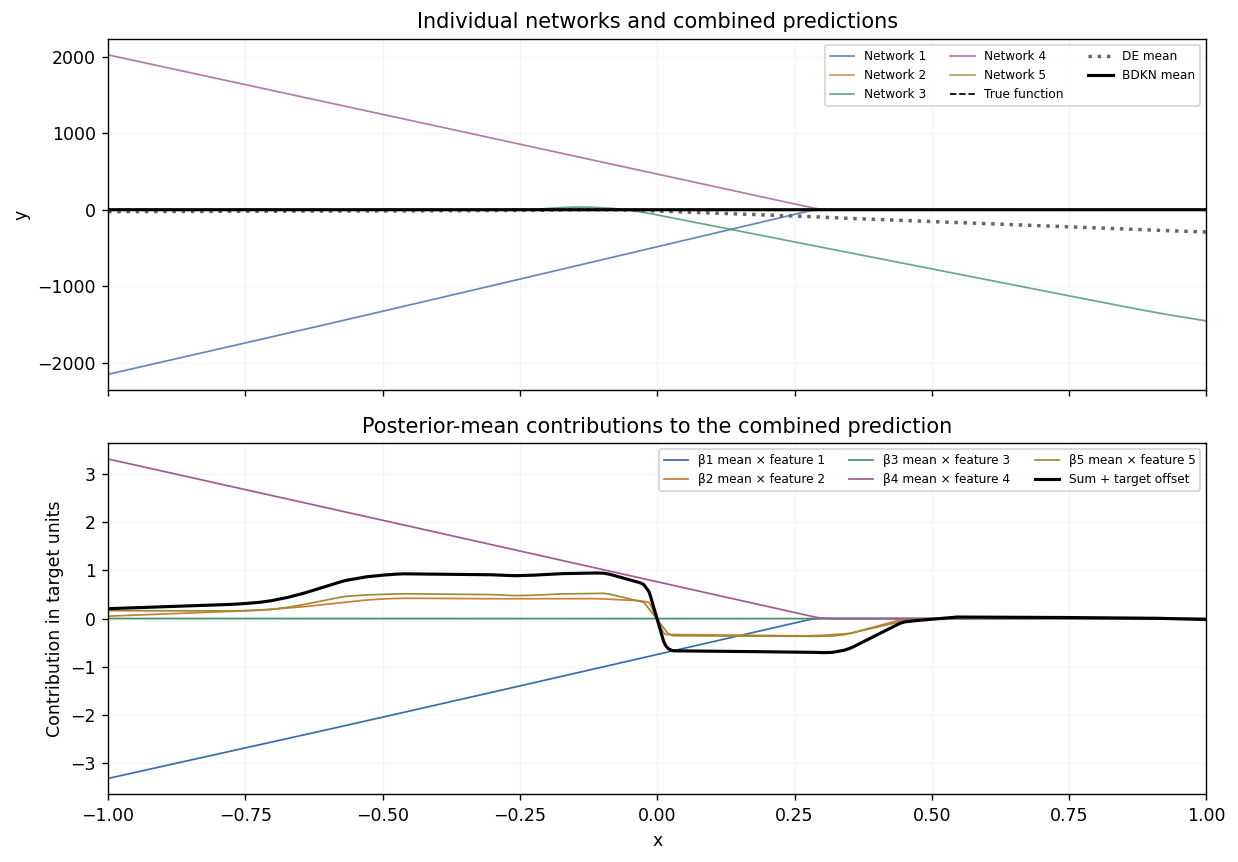 Individual networks and combined predictions
2000
1000
0
−1000
−2000
y
Network 1
Network 2
Network 3
Network 4
Network 5
True function
DE mean
BDKN mean
Posterior-mean contributions to the combined prediction
3
2
1
0
−1
−2
−3
Contribution in target units
β1 mean × feature 1
β2 mean × feature 2
β3 mean × feature 3
β4 mean × feature 4
β5 mean × feature 5
Sum + target offset
−1.00
−0.75
−0.50
−0.25
0.00
0.25
0.50
0.75
1.00
x